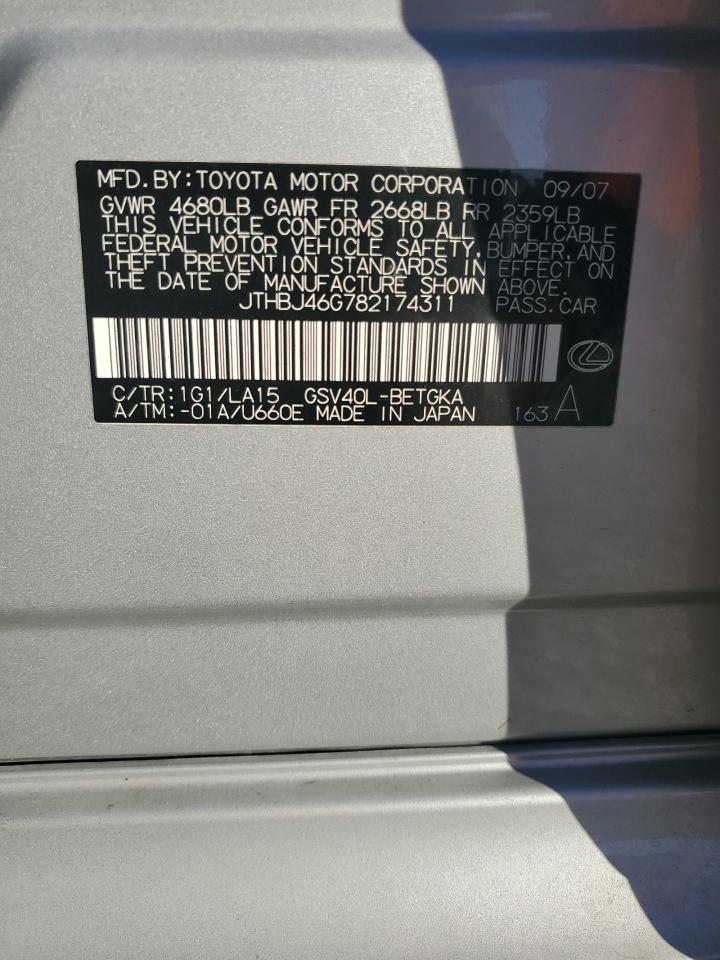 MFD.BY:TOYOTA MOTOR CORPORATION 09/07
GVWR 4680LB GAWR FR 2668LB RR 2359LB
THIS VEHICLE CONFORMS TO ALL APPLICABLE
FEDERAL MOTOR VEHICLE SAFETY,BUMPER,AND
THEFT PREVENTION STANDARDS IN EFFECT ON
THE DATE OF MANUFACTURE SHOWN ABOVE.
JTHBJ46G782174311 PASS.CAR
C/TR:1G1/LA15 GSV40L-BETGKA
A/TM:-01A/U660E MADE IN JAPAN 163 A